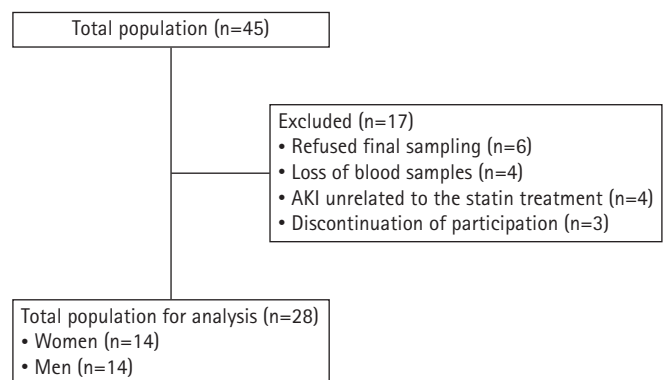 Total population (n=45)
Excluded (n=17)
• Refused final sampling (n=6)
• Loss of blood samples (n=4)
• AKI unrelated to the statin treatment (n=4)
• Discontinuation of participation (n=3)
Total population for analysis (n=28)
• Women (n=14)
• Men (n=14)